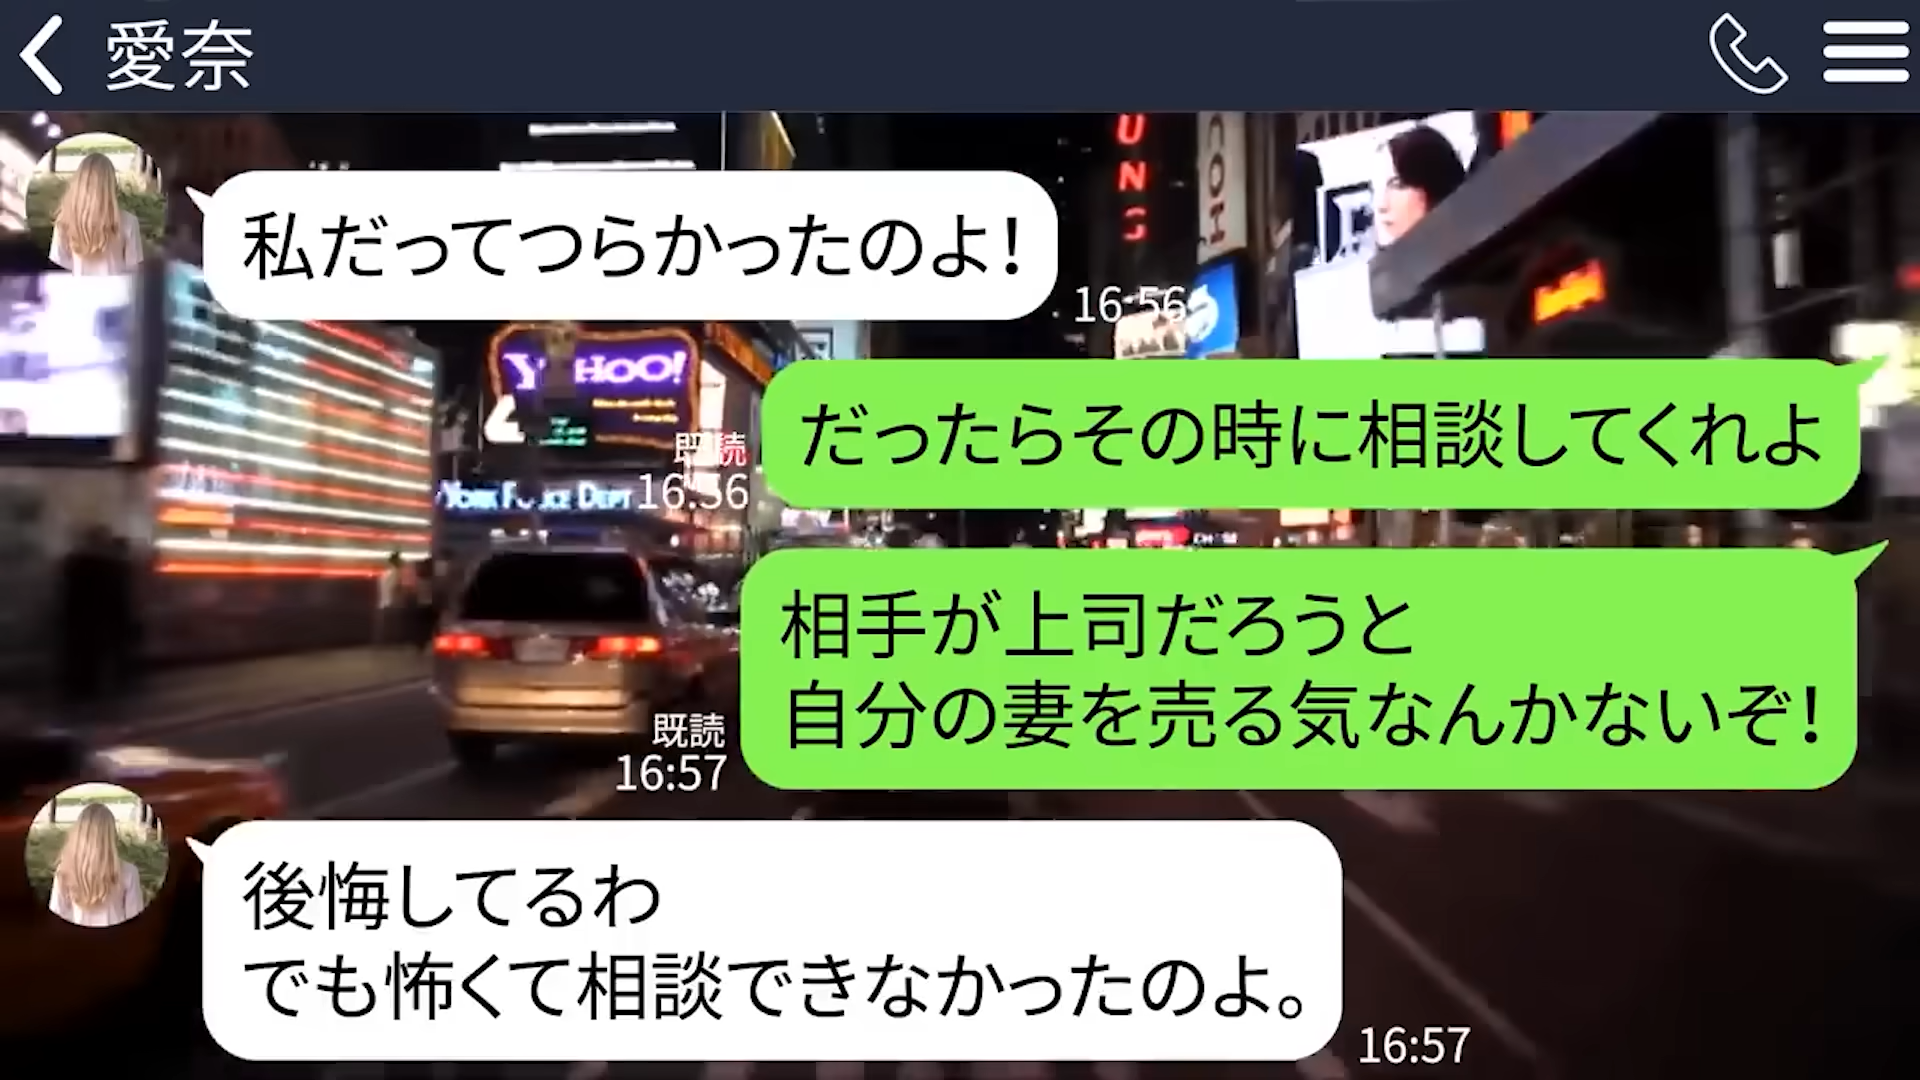 愛奈
私だってつらかったのよ！
16:56
UNG
YAHOO!
だったらその時に相談してくれよ
既読
16:56
YORK POLICE DEPT
相手が上司だろうと
自分の妻を売る気なんかないぞ！
既読
16:57
後悔してるわ
でも怖くて相談できなかったのよ。
16:57